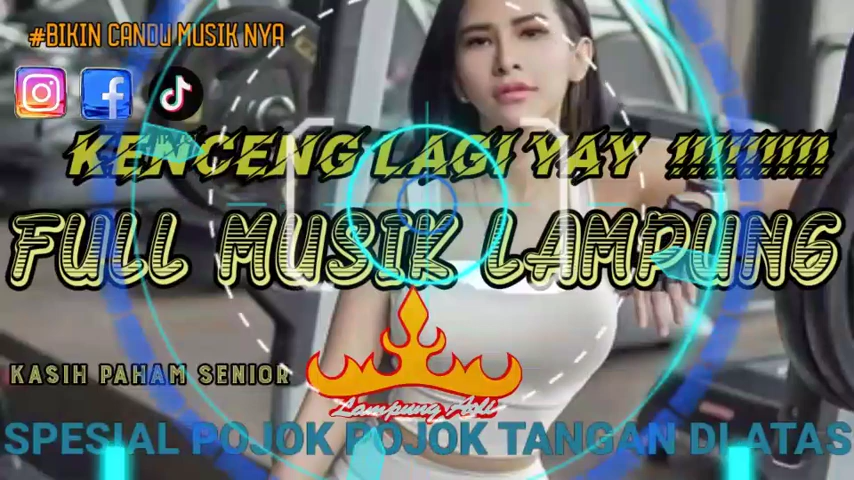 #BIKIN CANDU MUSIK NYA
KENCENG LAGI YAY !!!!!!!!!!
FULL MUSIK LAMPUNG
KASIH PAHAM SENIOR
Lampung Asli
SPESIAL POJOK POJOK TANGAN DI ATAS